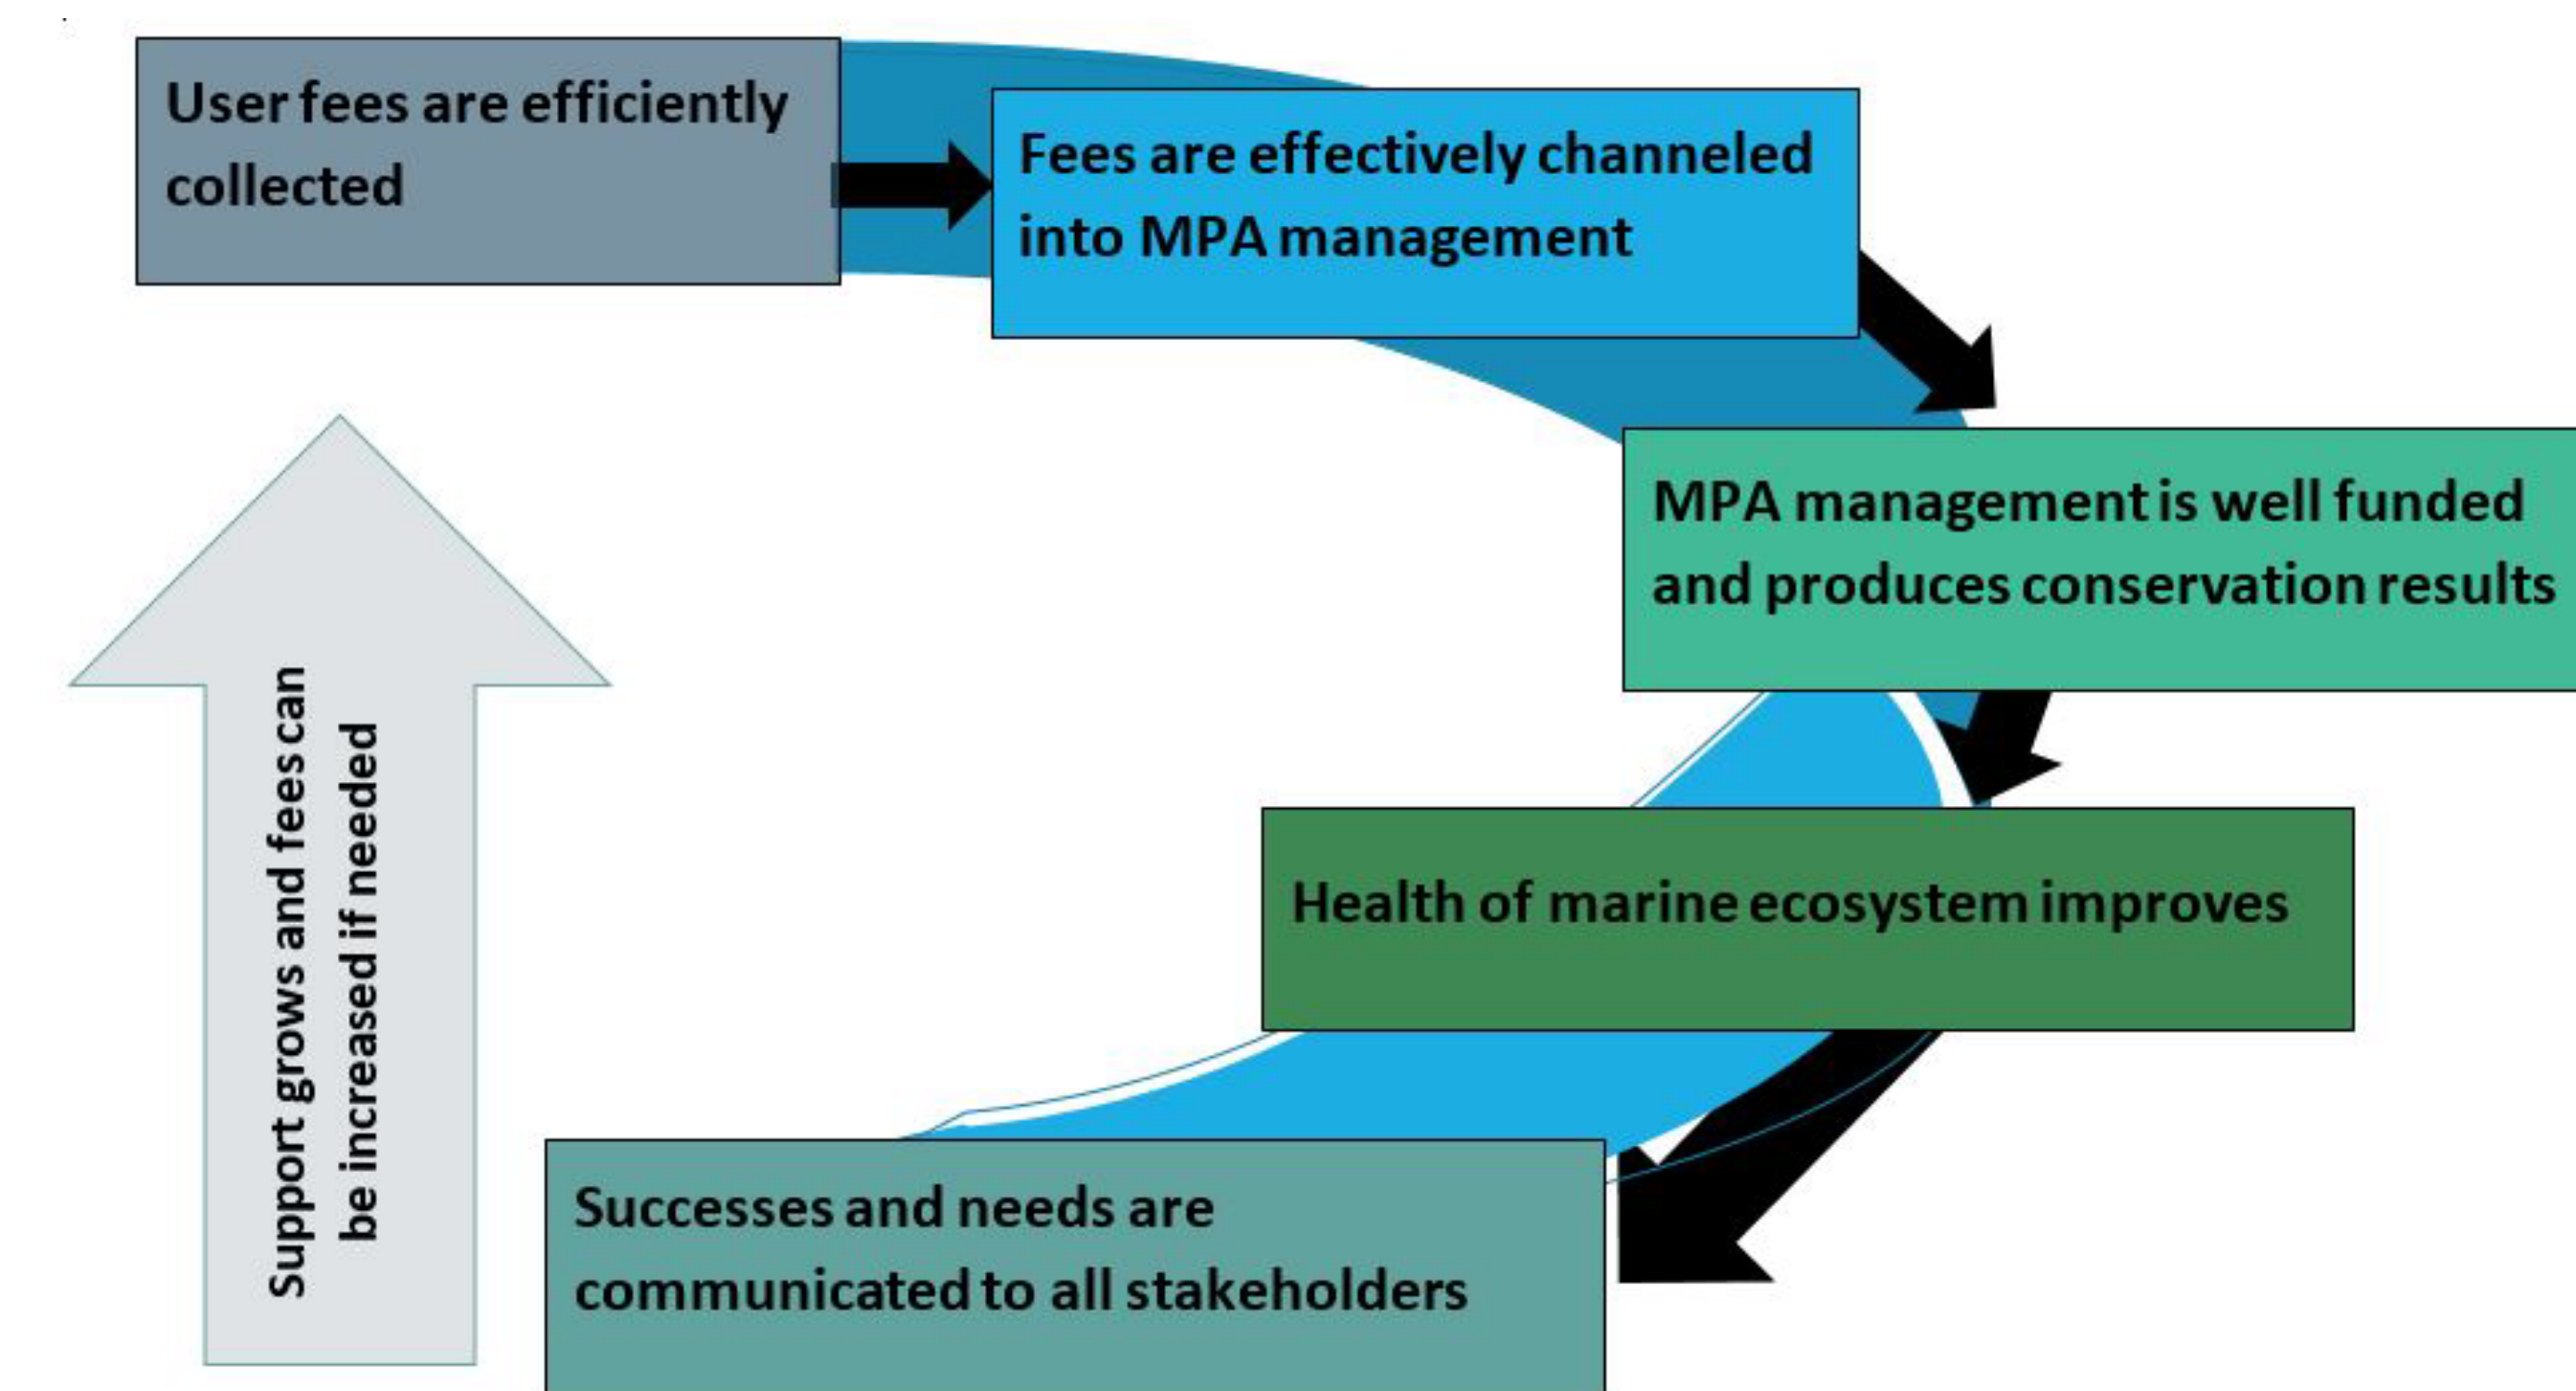 User fees are efficiently
collected
Fees are effectively channeled
into MPA management
MPA management is well funded
and produces conservation results
Health of marine ecosystem improves
Successes and needs are
communicated to all stakeholders
Support grows and fees can
be increased if needed